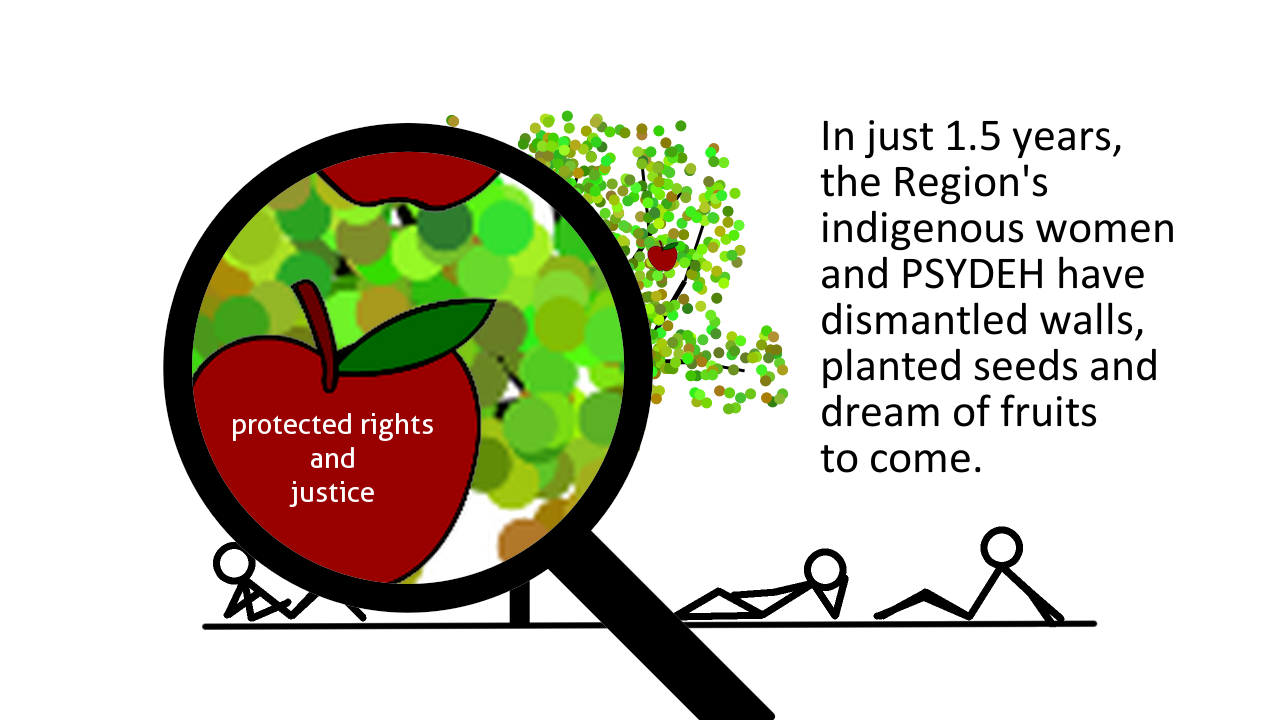 In just 1.5 years,
the Region's
indigenous women
and PSYDEH have
dismantled walls,
planted seeds and
dream of fruits
to come.
protected rights
and
justice